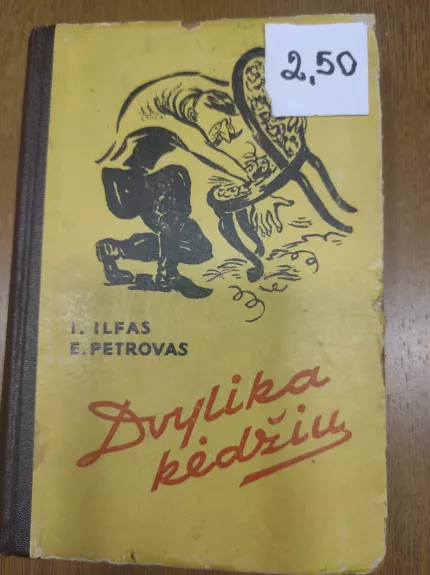 2,50
I. ILFAS
E. PETROVAS
Dvylika
kėdžių